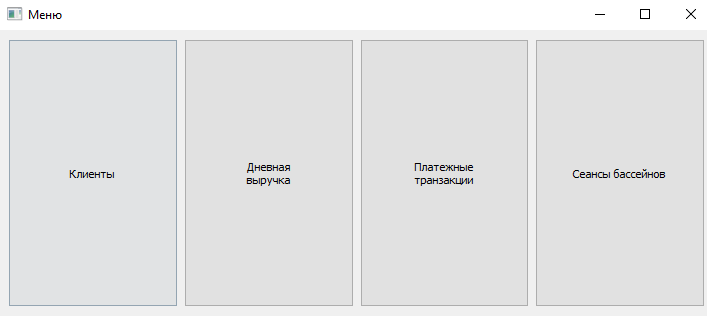 Меню
Клиенты
Дневная
выручка
Платежные
транзакции
Сеансы бассейнов